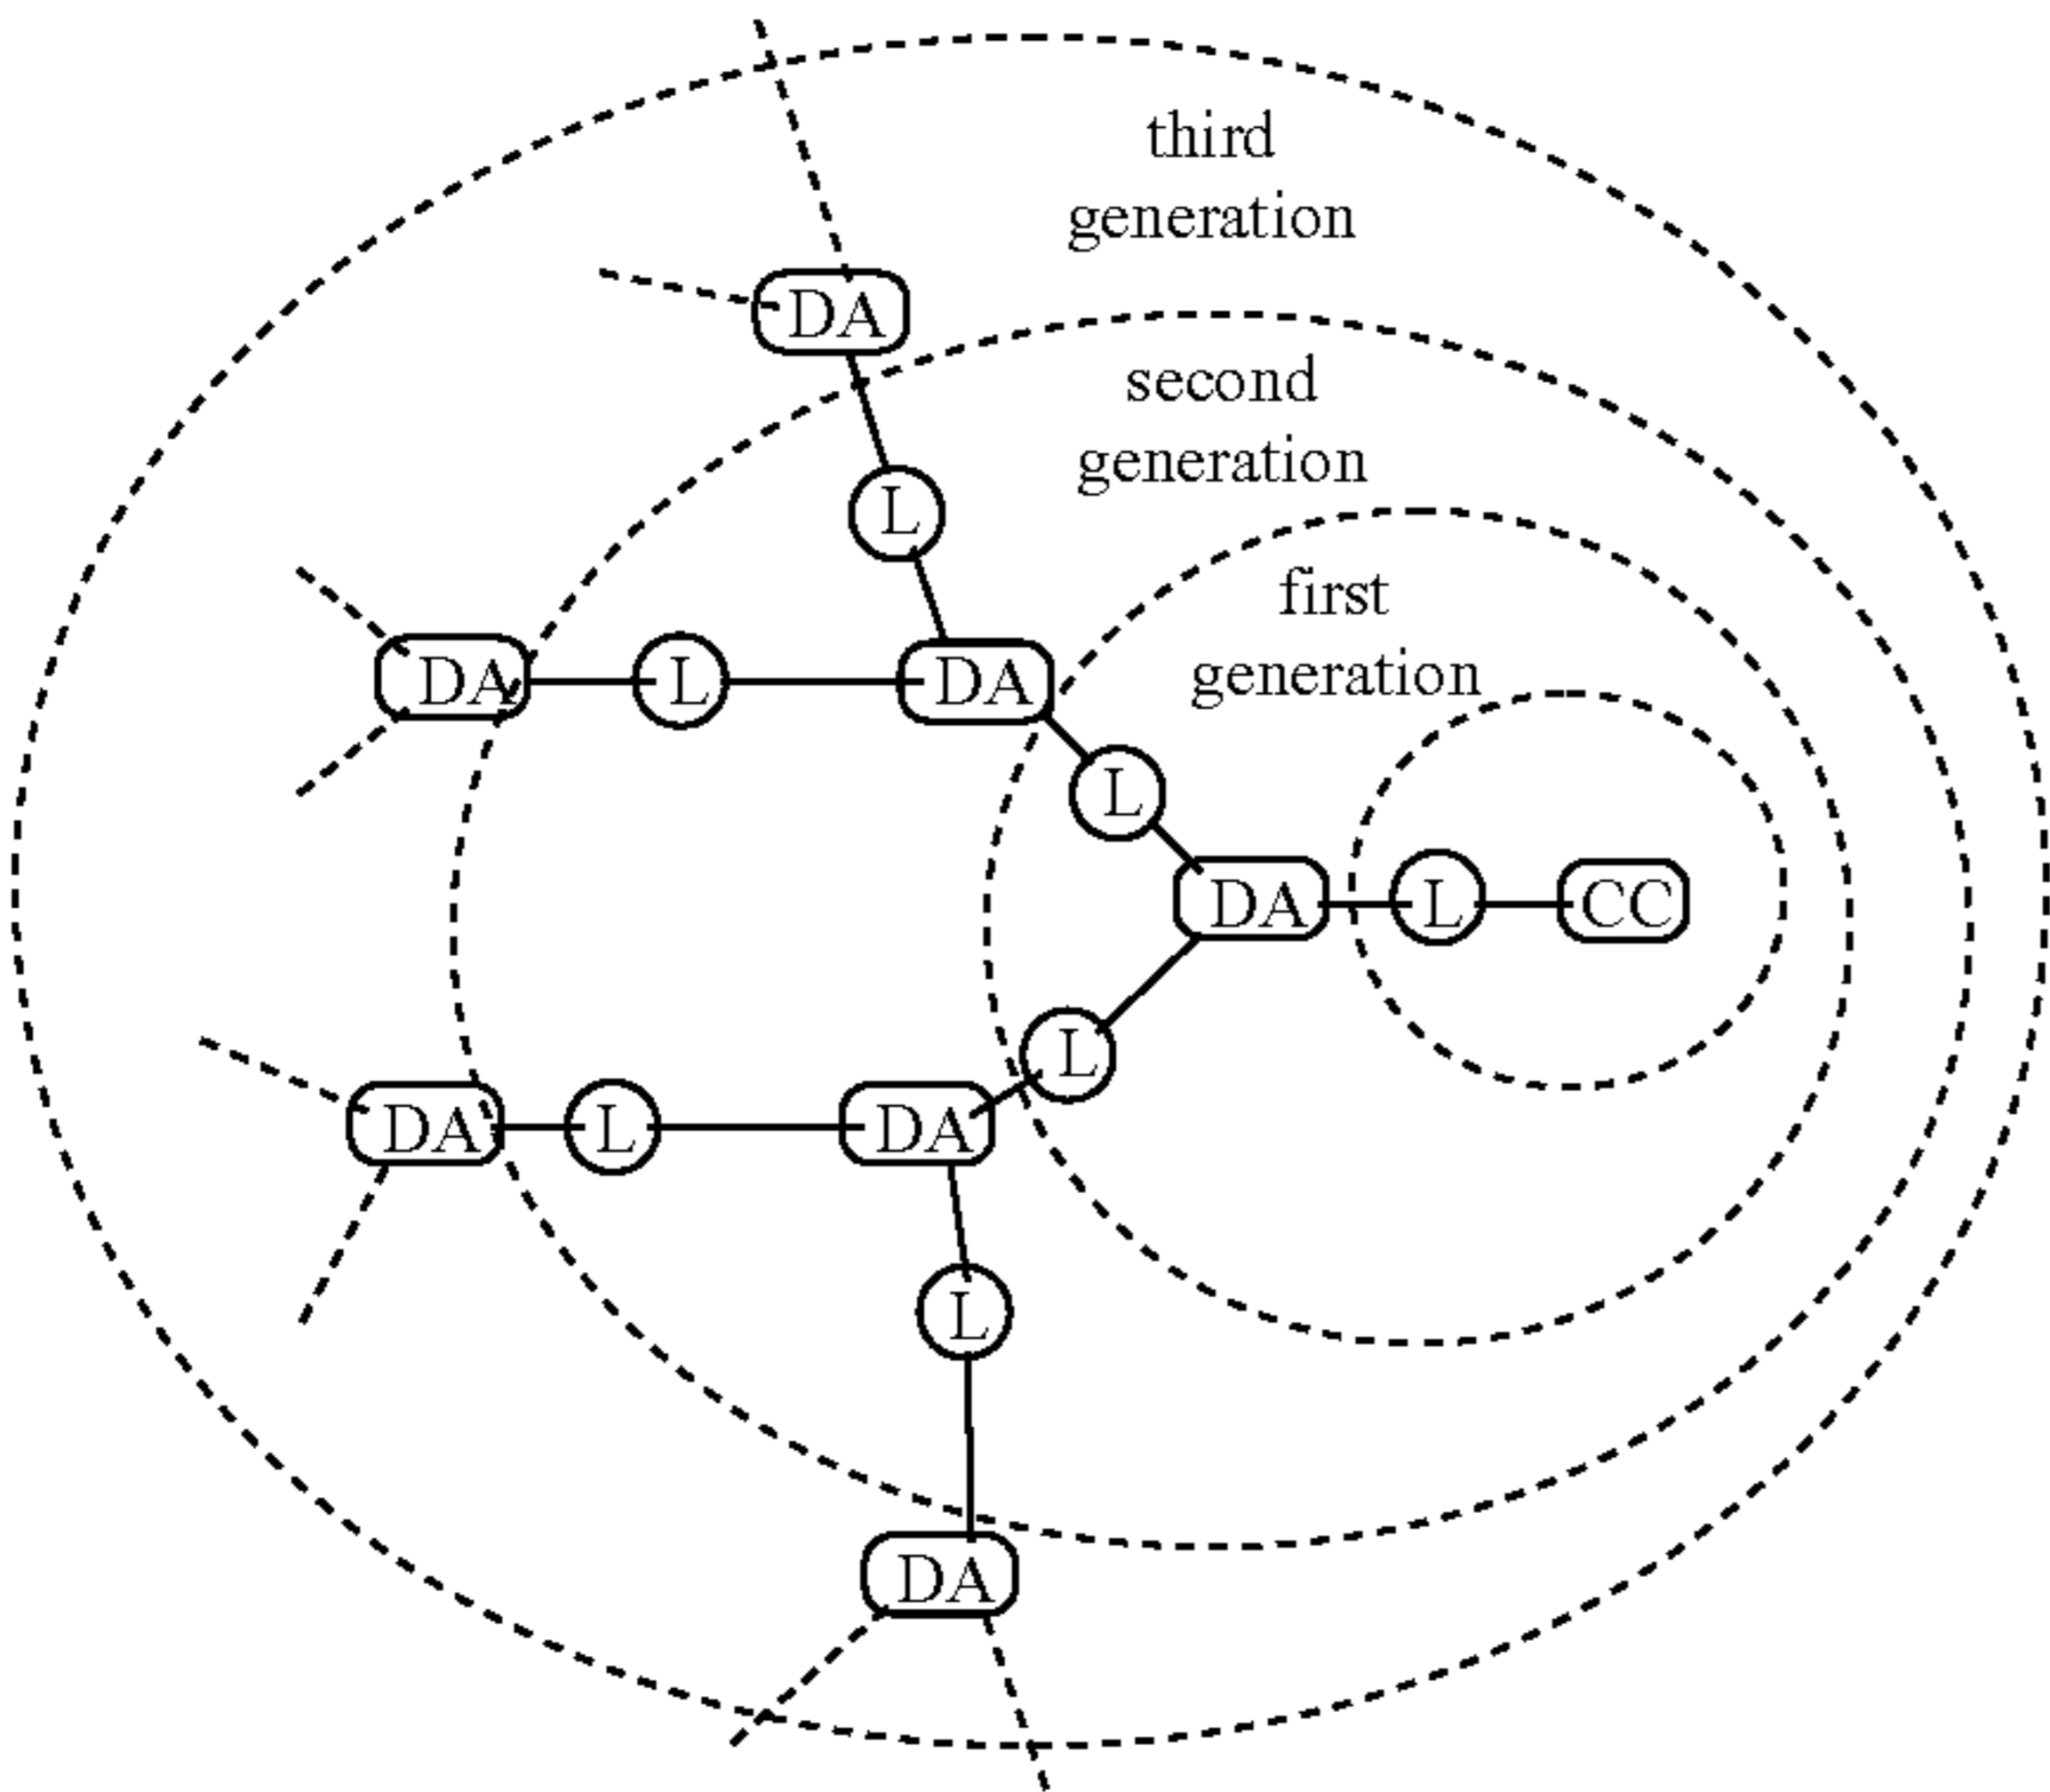 third
generation
DA
second
generation
L
first
generation
DA
L
DA
L
DA
L
CC
L
DA
L
DA
L
DA